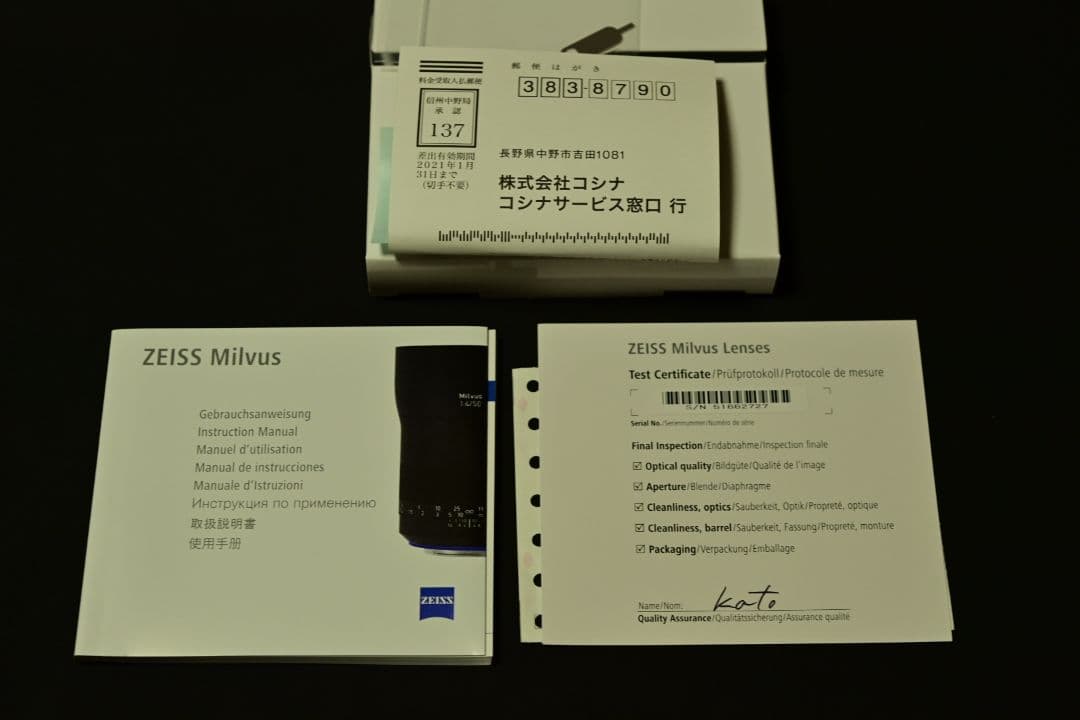 郵便はがき
料金受取人払郵便
383-8790
信州中野局
承認
137
差出有効期間
2021年1月
31日まで
(切手不要)
長野県中野市吉田1081
株式会社コシナ
コシナサービス窓口 行
ZEISS Milvus
Gebrauchsanweisung
Instruction Manual
Manuel d'utilisation
Manual de instrucciones
Manuale d'Istruzioni
Инструкция по применению
取扱説明書
使用手册
Milvus
1.4/50
ZEISS
ZEISS Milvus Lenses
Test Certificate/Prüfprotokoll/Protocole de mesure
S/N 51662727
Serial No./Seriennummer/Numéro de série
Final Inspection/Endabnahme/Inspection finale
☑ Optical quality/Bildgüte/Qualité de l'image
☑ Aperture/Blende/Diaphragme
☑ Cleanliness, optics/Sauberkeit, Optik/Propreté, optique
☑ Cleanliness, barrel/Sauberkeit, Fassung/Propreté, monture
☑ Packaging/Verpackung/Emballage
Name/Nom: Kato
Quality Assurance/Qualitätssicherung/Assurance qualité